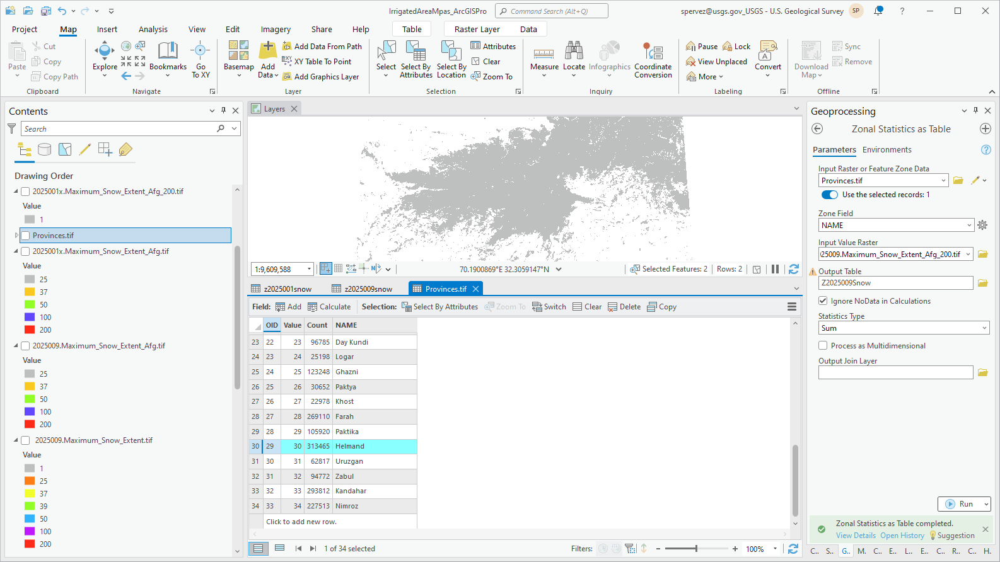 IrrigatedAreaMpas_ArcGISPro
Command Search (Alt+Q)
spervez@usgs.gov_USGS - U.S. Geological Survey
SP
?
Project
Map
Insert
Analysis
View
Edit
Imagery
Share
Help
Table
Raster Layer
Data
Paste
Cut
Copy
Copy Path
Clipboard
Explore
Bookmarks
Go
To XY
Navigate
Basemap
Add
Data
Add Data From Path
XY Table To Point
Add Graphics Layer
Layer
Select
Select By
Attributes
Select By
Location
Attributes
Clear
Zoom To
Selection
Measure
Locate
Infographics
Coordinate
Conversion
Inquiry
Pause
Lock
View Unplaced
More
Convert
Labeling
Download
Map
Sync
Remove
Offline
Contents
Search
Drawing Order
2025001x.Maximum_Snow_Extent_Afg_200.tif
Value
1
Provinces.tif
2025001x.Maximum_Snow_Extent_Afg.tif
Value
25
37
50
100
200
2025009.Maximum_Snow_Extent_Afg.tif
Value
25
37
50
100
200
2025009.Maximum_Snow_Extent.tif
Value
1
25
37
39
50
100
200
Layers
1:9,609,588
70.1900869°E 32.3059147°N
Selected Features: 2
Rows: 2
z2025001snow
z2025009snow
Provinces.tif
Field:
Add
Calculate
Selection:
Select By Attributes
Zoom To
Switch
Clear
Delete
Copy
OID Value Count NAME
23 22 23 96785 Day Kundi
24 23 24 25198 Logar
25 24 25 123248 Ghazni
26 25 26 30652 Paktya
27 26 27 22978 Khost
28 27 28 269110 Farah
29 28 29 105920 Paktika
30 29 30 313465 Helmand
31 30 31 62817 Uruzgan
32 31 32 94772 Zabul
33 32 33 293812 Kandahar
34 33 34 227513 Nimroz
Click to add new row.
1 of 34 selected
Filters:
100%
Geoprocessing
Zonal Statistics as Table
Parameters
Environments
?
Input Raster or Feature Zone Data
Provinces.tif
Use the selected records: 1
Zone Field
NAME
Input Value Raster
25009.Maximum_Snow_Extent_Afg_200.tif
Output Table
Z2025009Snow
Ignore NoData in Calculations
Statistics Type
Sum
Process as Multidimensional
Output Join Layer
Run
Zonal Statistics as Table completed.
View Details
Open History
Suggestion
C.. S.. G.. M.. C.. E.. L.. E.. C.. R.. C.. H.